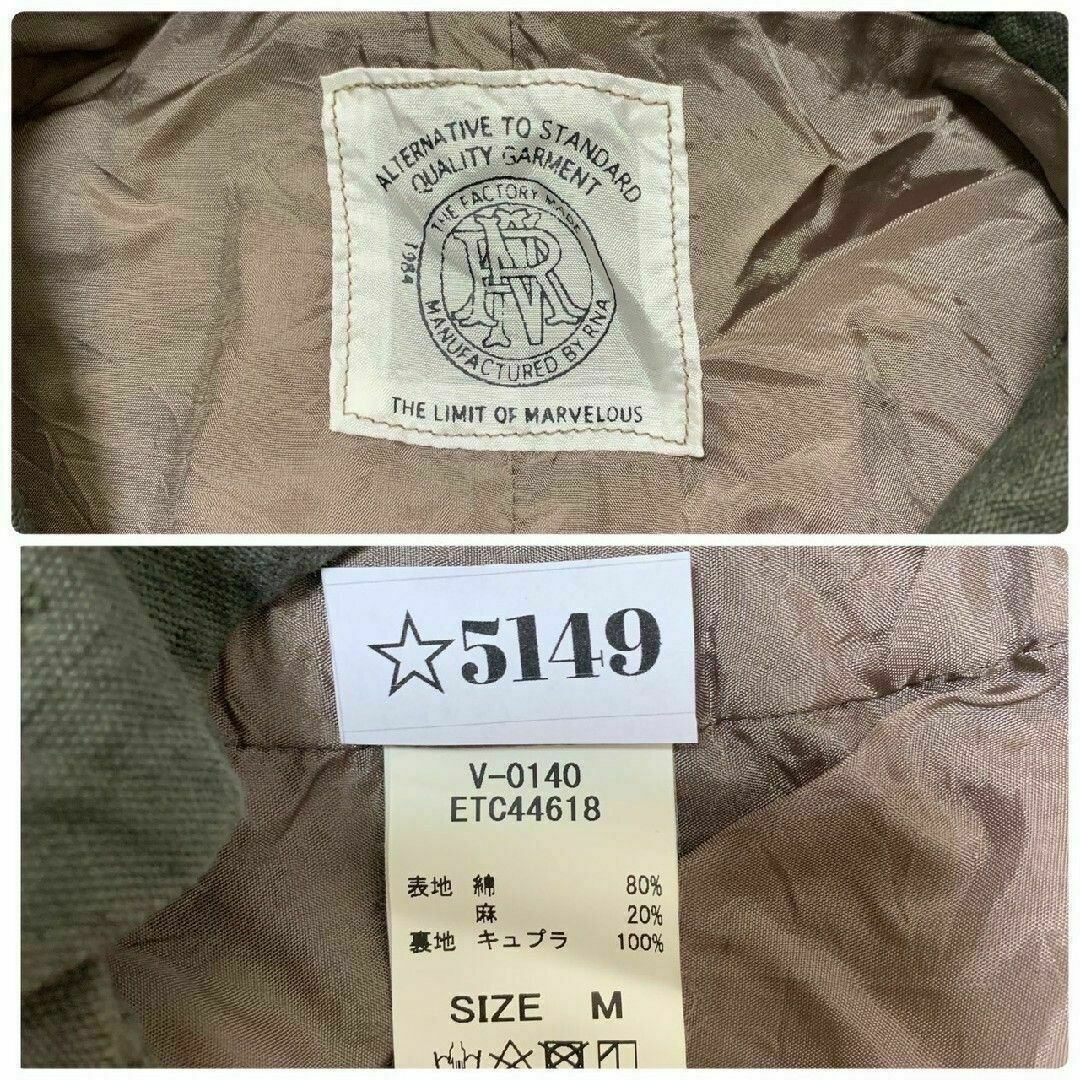 ALTERNATIVE TO STANDARD
QUALITY GARMENT
THE FACTORY MADE
1984
RNA
MANUFACTURED BY RNA
THE LIMIT OF MARVELOUS
☆5149
V-0140
ETC44618
表地 綿 80%
麻 20%
裏地 キュプラ 100%
SIZE M